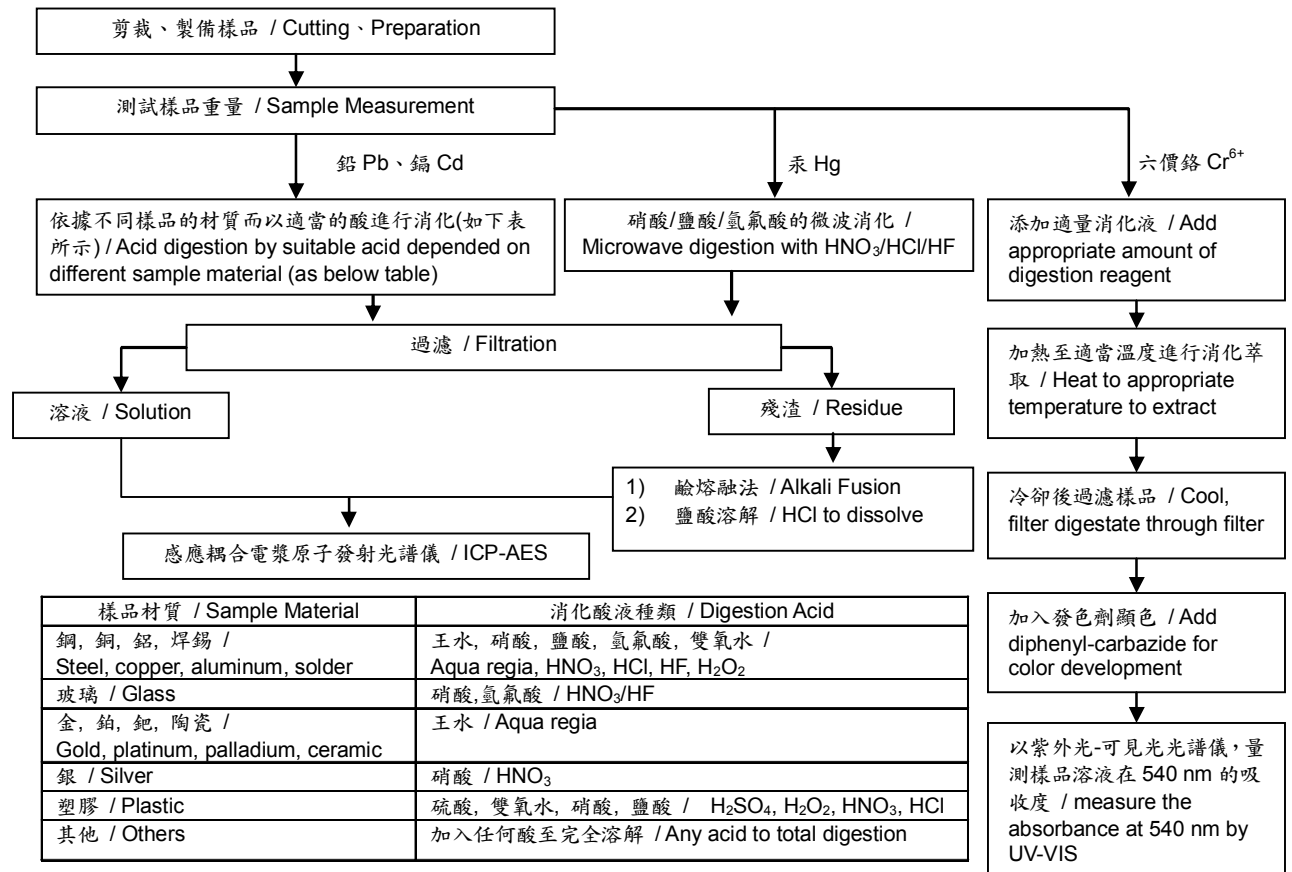 剪裁、製備樣品 / Cutting、Preparation
測試樣品重量 / Sample Measurement
鉛 Pb、鎘 Cd
汞 Hg
六價鉻 Cr⁶⁺
依據不同樣品的材質而以適當的酸進行消化(如下表
所示) / Acid digestion by suitable acid depended on
different sample material (as below table)
硝酸/鹽酸/氫氟酸的微波消化 /
Microwave digestion with HNO₃/HCl/HF
添加適量消化液 / Add
appropriate amount of
digestion reagent
過濾 / Filtration
加熱至適當溫度進行消化萃
取 / Heat to appropriate
temperature to extract
溶液 / Solution
殘渣 / Residue
1) 鹼熔融法 / Alkali Fusion
2) 鹽酸溶解 / HCl to dissolve
冷卻後過濾樣品 / Cool,
filter digestate through filter
感應耦合電漿原子發射光譜儀 / ICP-AES
加入發色劑顯色 / Add
diphenyl-carbazide for
color development
以紫外光-可見光光譜儀，量
測樣品溶液在 540 nm 的吸
收度 / measure the
absorbance at 540 nm by
UV-VIS
樣品材質 / Sample Material 消化酸液種類 / Digestion Acid
鋼, 銅, 鋁, 焊錫 / 王水, 硝酸, 鹽酸, 氫氟酸, 雙氧水 /
Steel, copper, aluminum, solder Aqua regia, HNO₃, HCl, HF, H₂O₂
玻璃 / Glass 硝酸,氫氟酸 / HNO₃/HF
金, 鉑, 鈀, 陶瓷 / 王水 / Aqua regia
Gold, platinum, palladium, ceramic
銀 / Silver 硝酸 / HNO₃
塑膠 / Plastic 硫酸, 雙氧水, 硝酸, 鹽酸 / H₂SO₄, H₂O₂, HNO₃, HCl
其他 / Others 加入任何酸至完全溶解 / Any acid to total digestion